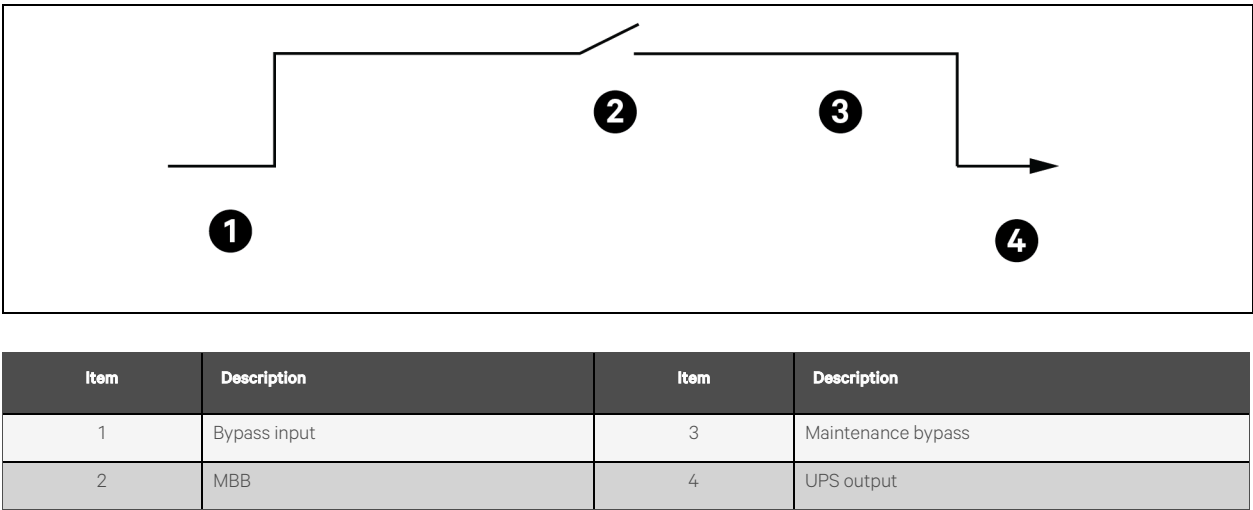 2
3
1
4
Item Description Item Description
1 Bypass input 3 Maintenance bypass
2 MBB 4 UPS output